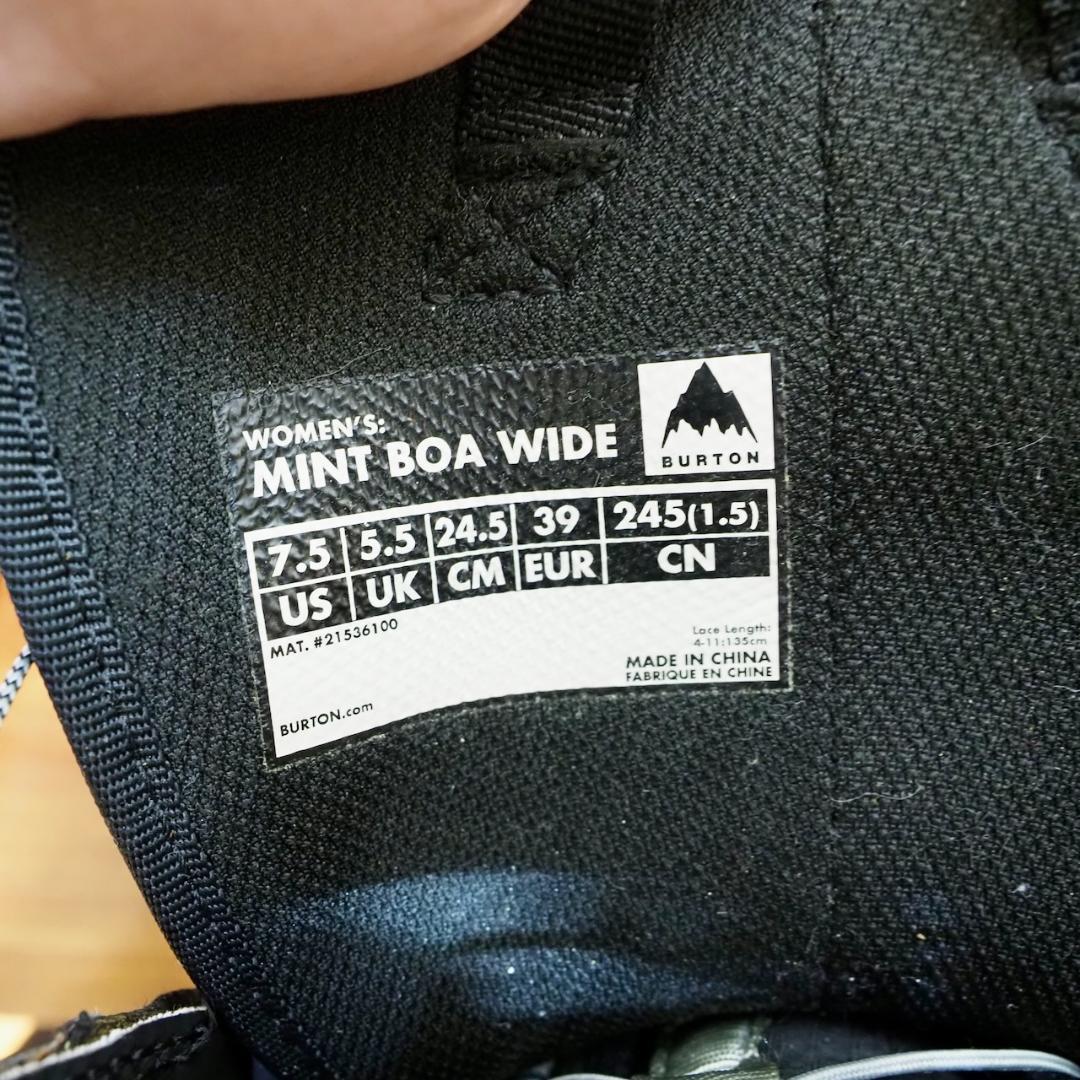 WOMEN'S:
MINT BOA WIDE
BURTON
7.5 5.5 24.5 39 245(1.5)
US UK CM EUR CN
MAT. #21536100
Lace Length:
4-11:135cm
MADE IN CHINA
FABRIQUE EN CHINE
BURTON.com